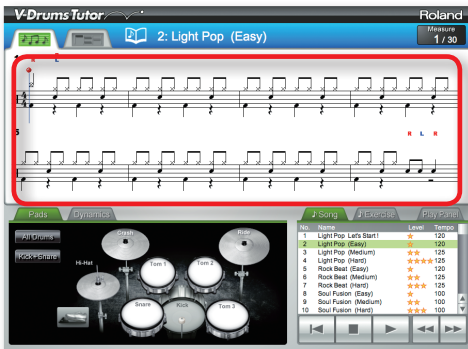 V-Drums Tutor
Roland
2: Light Pop (Easy)
Measure
1 / 30
R L
5
R L R
Pads
Dynamics
Song
Exercise
Play Panel
All Drums
Kick+Snare
Crash
Ride
Hi-Hat
Tom 1
Tom 2
Snare
Kick
Tom 3
No. Name Level Tempo
1 Light Pop Let's Start ! 120
2 Light Pop (Easy) 120
3 Light Pop (Medium) 120
4 Light Pop (Hard) 125
5 Rock Beat (Easy) 120
6 Rock Beat (Medium) 125
7 Rock Beat (Hard) 125
8 Soul Fusion (Easy) 100
9 Soul Fusion (Medium) 100
10 Soul Fusion (Hard) 100